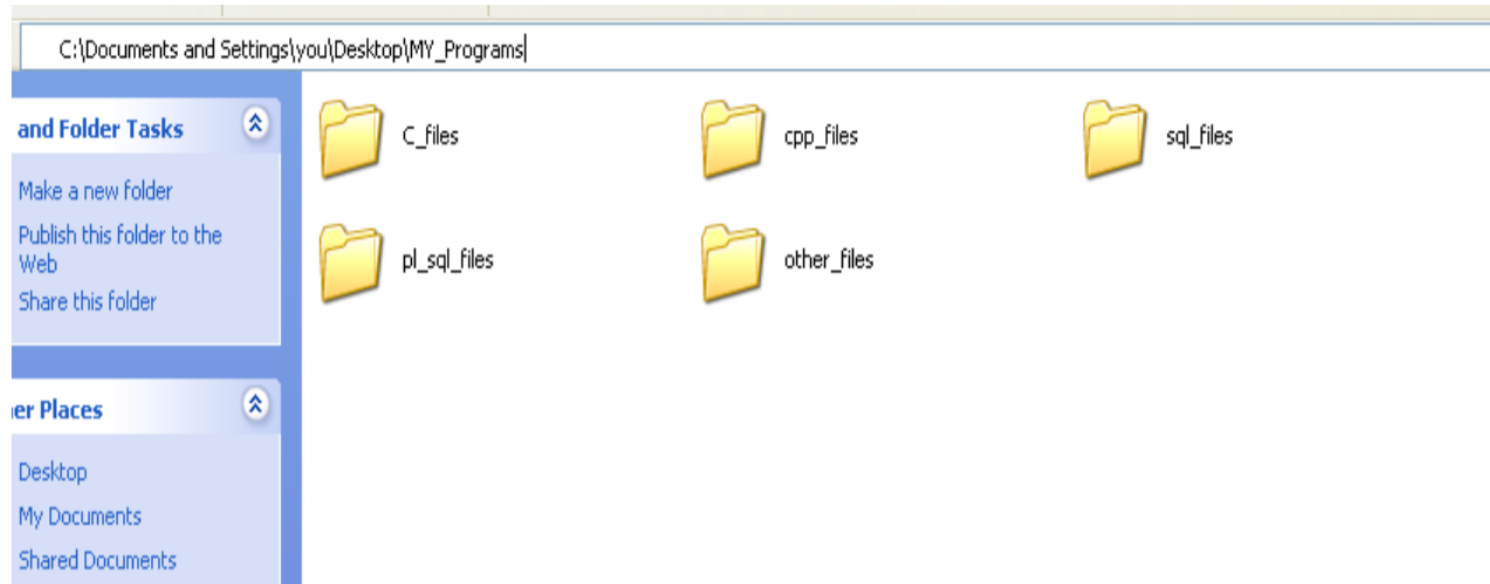 C:\Documents and Settings\you\Desktop\MY_Programs
and Folder Tasks
Make a new folder
Publish this folder to the
Web
Share this folder
er Places
Desktop
My Documents
Shared Documents
C_files
cpp_files
sql_files
pl_sql_files
other_files